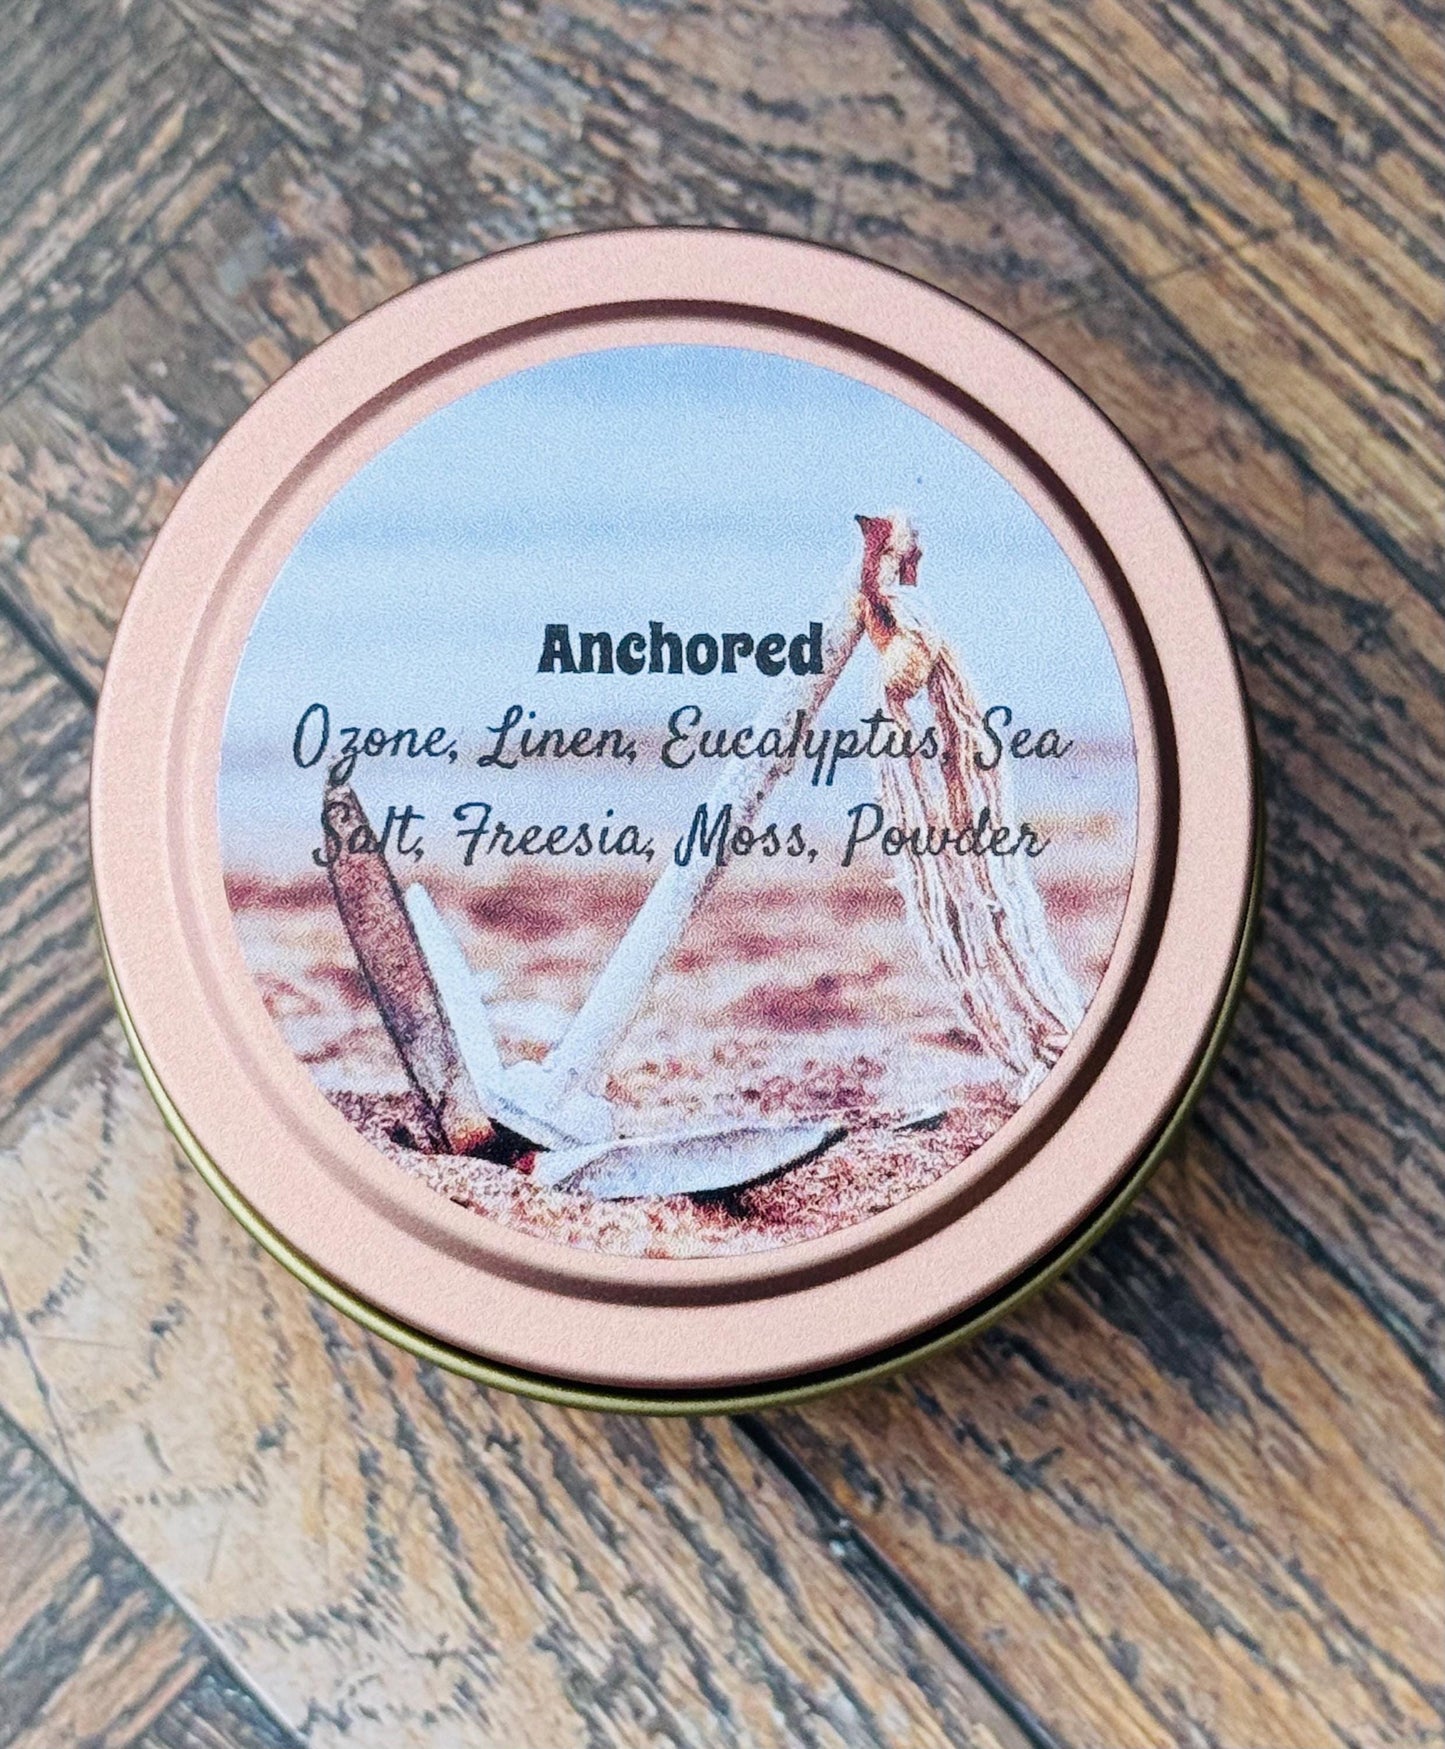 Anchored
Ozone, Linen, Eucalyptus, Sea
Salt, Freesia, Moss, Powder